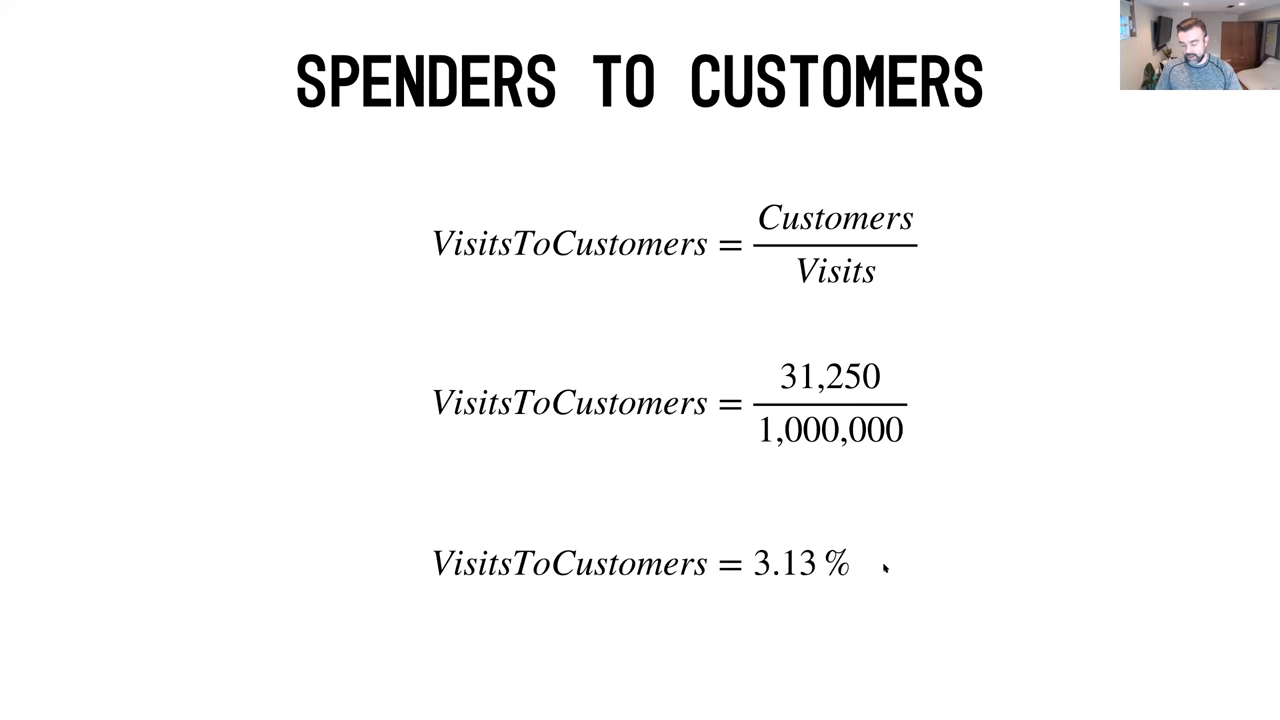 SPENDERS TO CUSTOMERS
VisitsToCustomers = Customers / Visits
VisitsToCustomers = 31,250 / 1,000,000
VisitsToCustomers = 3.13 %